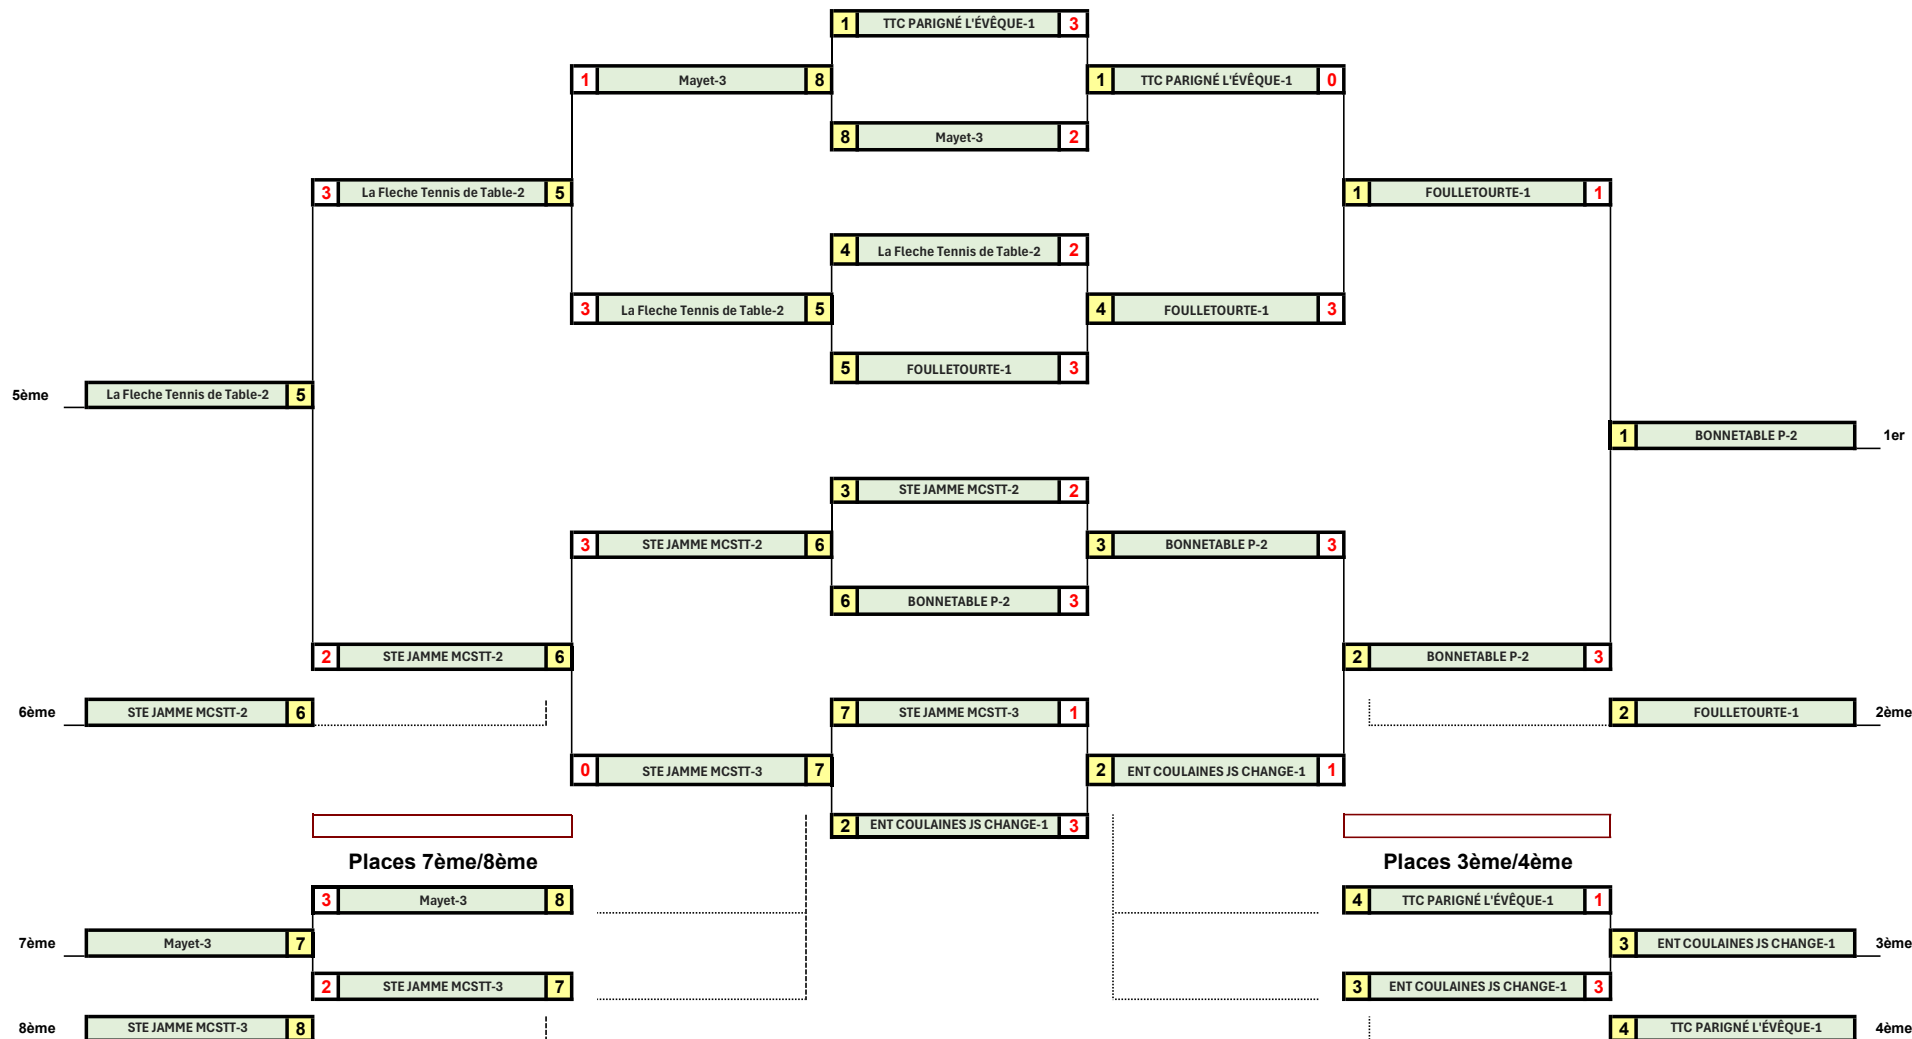 1 TTC PARIGNÉ L'ÉVÊQUE-1 3
1 Mayet-3 8
1 TTC PARIGNÉ L'ÉVÊQUE-1 0
8 Mayet-3 2
3 La Fleche Tennis de Table-2 5
1 FOULLETOURTE-1 1
4 La Fleche Tennis de Table-2 2
3 La Fleche Tennis de Table-2 5
4 FOULLETOURTE-1 3
5 FOULLETOURTE-1 3
5ème La Fleche Tennis de Table-2 5
1 BONNETABLE P-2 1er
3 STE JAMME MCSTT-2 2
3 STE JAMME MCSTT-2 6
3 BONNETABLE P-2 3
6 BONNETABLE P-2 3
2 STE JAMME MCSTT-2 6
2 BONNETABLE P-2 3
6ème STE JAMME MCSTT-2 6
7 STE JAMME MCSTT-3 1
2 FOULLETOURTE-1 2ème
0 STE JAMME MCSTT-3 7
2 ENT COULAINES JS CHANGE-1 1
2 ENT COULAINES JS CHANGE-1 3
Places 7ème/8ème
Places 3ème/4ème
3 Mayet-3 8
4 TTC PARIGNÉ L'ÉVÊQUE-1 1
7ème Mayet-3 7
3 ENT COULAINES JS CHANGE-1 3ème
2 STE JAMME MCSTT-3 7
3 ENT COULAINES JS CHANGE-1 3
8ème STE JAMME MCSTT-3 8
4 TTC PARIGNÉ L'ÉVÊQUE-1 4ème